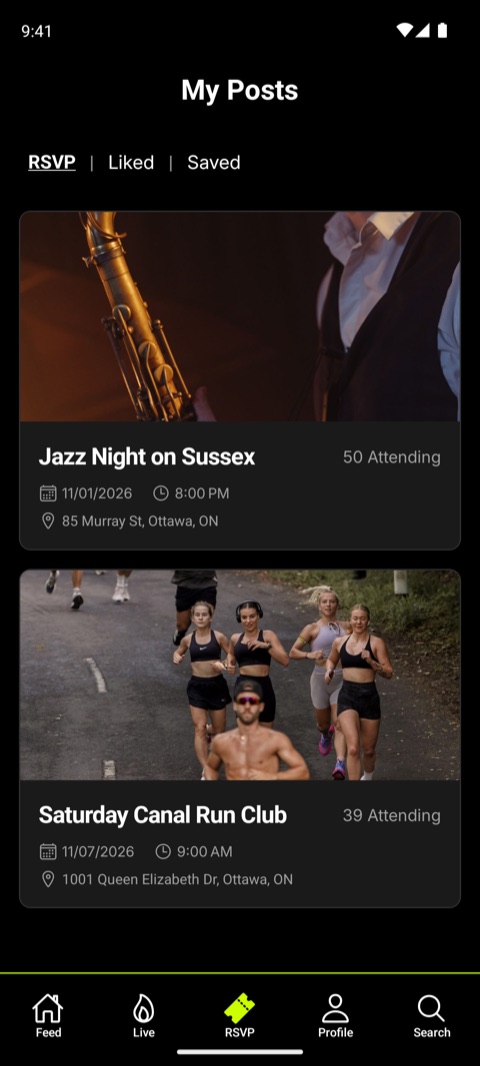 9:41
My Posts
RSVP | Liked | Saved
Jazz Night on Sussex
50 Attending
11/01/2026
8:00 PM
85 Murray St, Ottawa, ON
Saturday Canal Run Club
39 Attending
11/07/2026
9:00 AM
1001 Queen Elizabeth Dr, Ottawa, ON
Feed
Live
RSVP
Profile
Search